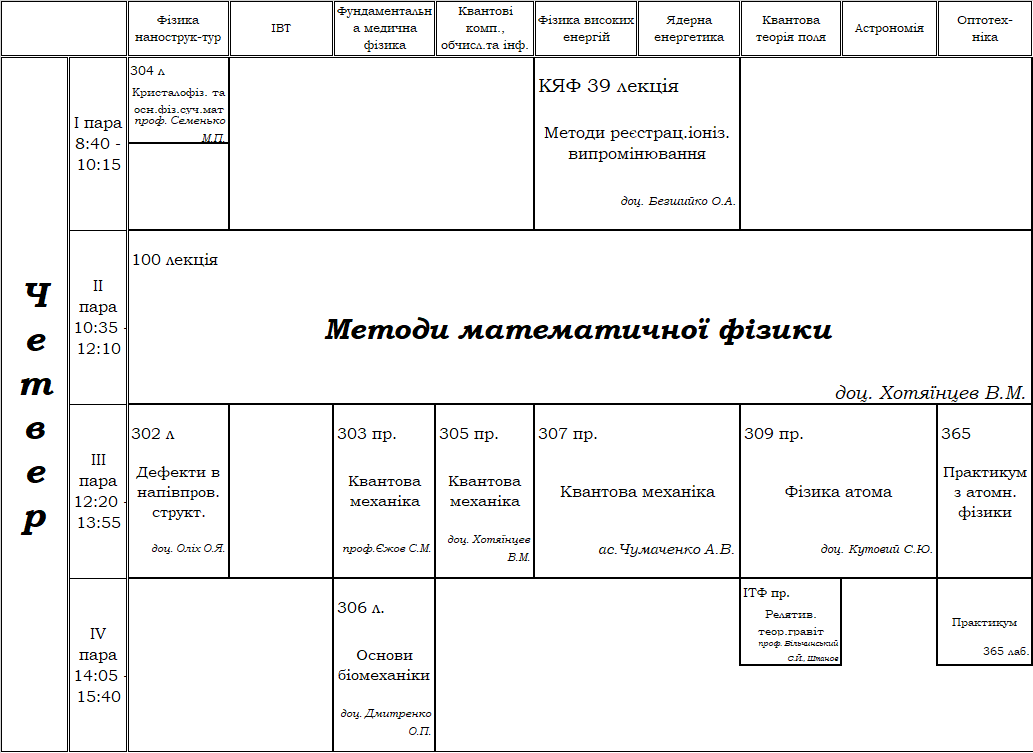 Фізика
нанострук-тур
ІВТ
Фундаментальн
а медична
фізика
Квантові
комп.,
обчисл.та інф.
Фізика високих
енергій
Ядерна
енергетика
Квантова
теорія поля
Астрономія
Оптотех-
ніка
Четвер
I пара
8:40 -
10:15
304 л
Кристалофіз. та
осн.фіз.суч.мат
проф. Семенько
М.П.
КЯФ 39 лекція
Методи реєстрац.іоніз.
випромінювання
доц. Безшийко О.А.
II
пара
10:35 -
12:10
100 лекція
Методи математичної фізики
доц. Хотяїнцев В.М.
III
пара
12:20 -
13:55
302 л
Дефекти в
напівпров.
структ.
доц. Оліх О.Я.
303 пр.
Квантова
механіка
проф.Єжов С.М.
305 пр.
Квантова
механіка
доц. Хотяїнцев
В.М.
307 пр.
Квантова механіка
ас.Чумаченко А.В.
309 пр.
Фізика атома
доц. Кутовий С.Ю.
365
Практикум
з атомн.
фізики
IV
пара
14:05 -
15:40
306 л.
Основи
біомеханіки
доц. Дмитренко
О.П.
ІТФ пр.
Релятив.
теор.гравіт
проф. Вільчинський
С.Й., Штанов
Практикум
365 лаб.